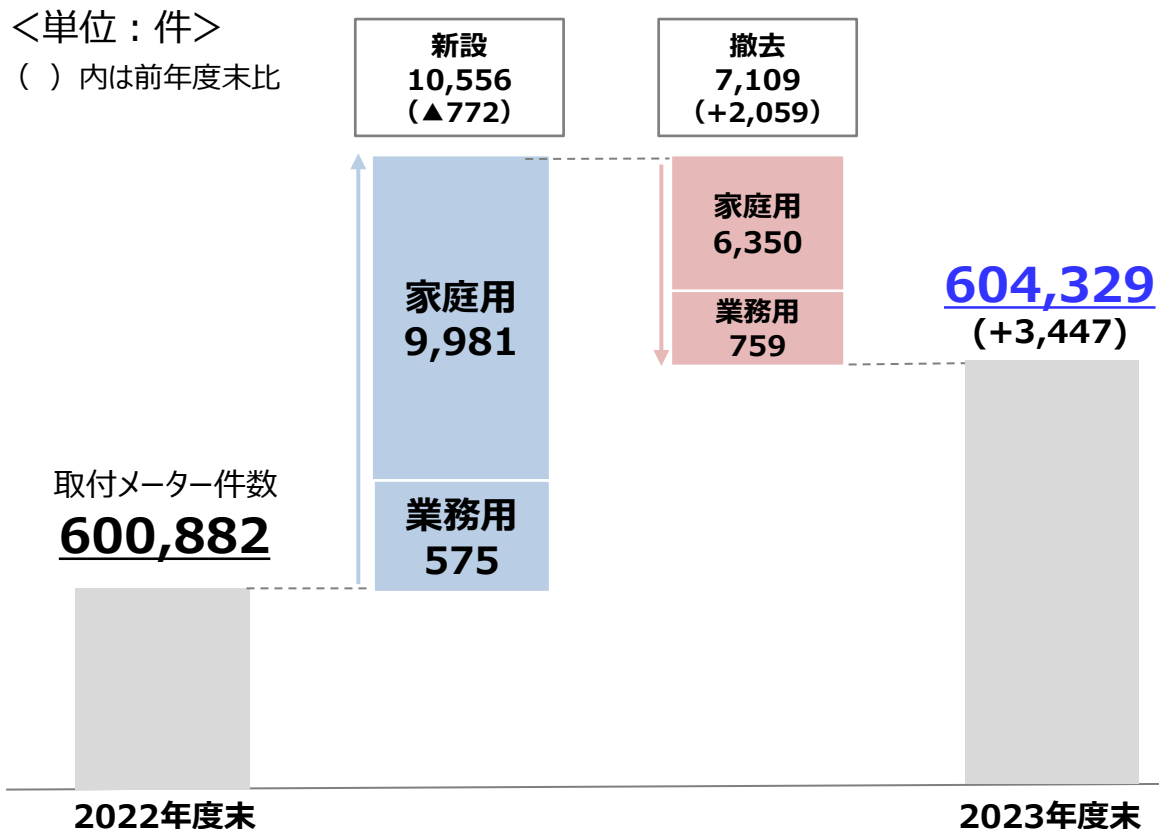 ＜単位：件＞
（ ）内は前年度末比
新設
10,556
（▲772）
撤去
7,109
（+2,059）
家庭用
9,981
業務用
575
家庭用
6,350
業務用
759
取付メーター件数
600,882
604,329
（+3,447）
2022年度末
2023年度末